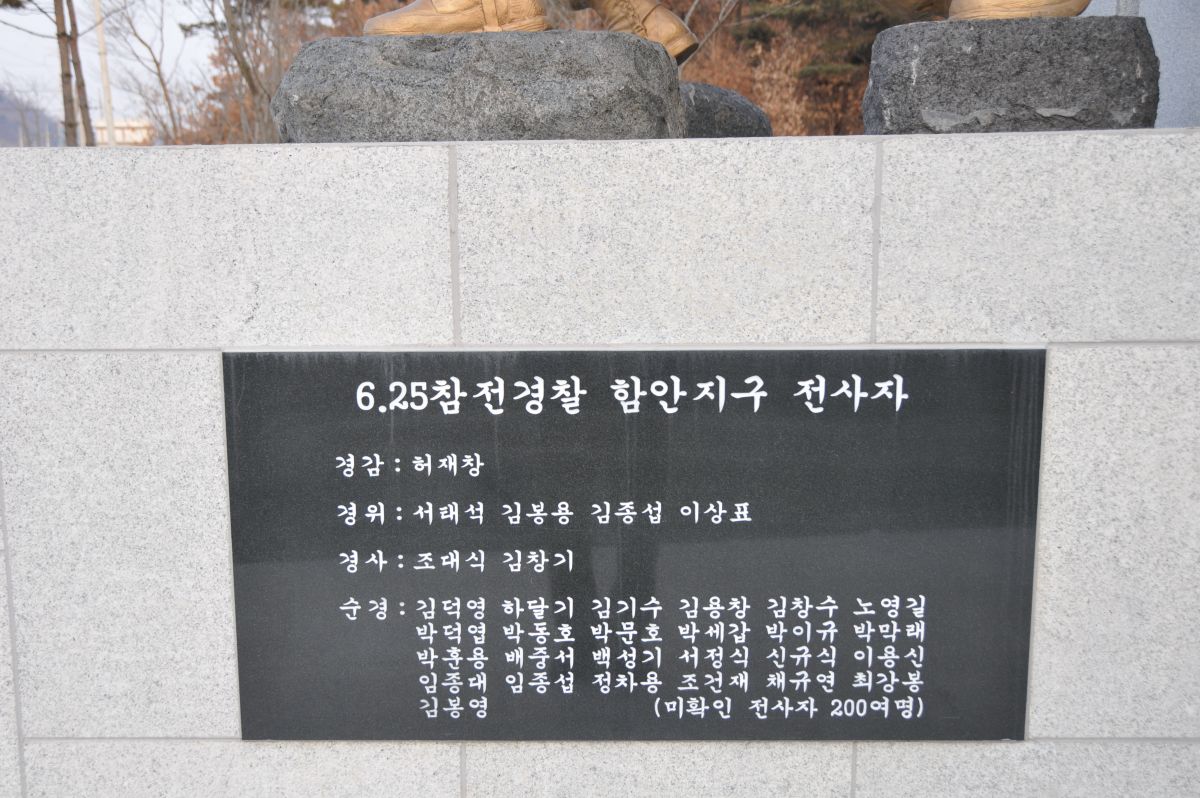 6.25참전경찰 함안지구 전사자
경감 : 허재창
경위 : 서태석 김봉용 김종섭 이상표
경사 : 조대식 김창기
순경 : 김덕영 하달기 김기수 김용창 김창수 노영길
박덕엽 박동호 박문호 박세갑 박이규 박막래
박훈용 배중서 백성기 서정식 신규식 이용신
임종대 임종섭 정차용 조건재 채규연 최강봉
김봉영 (미확인 전사자 200여명)